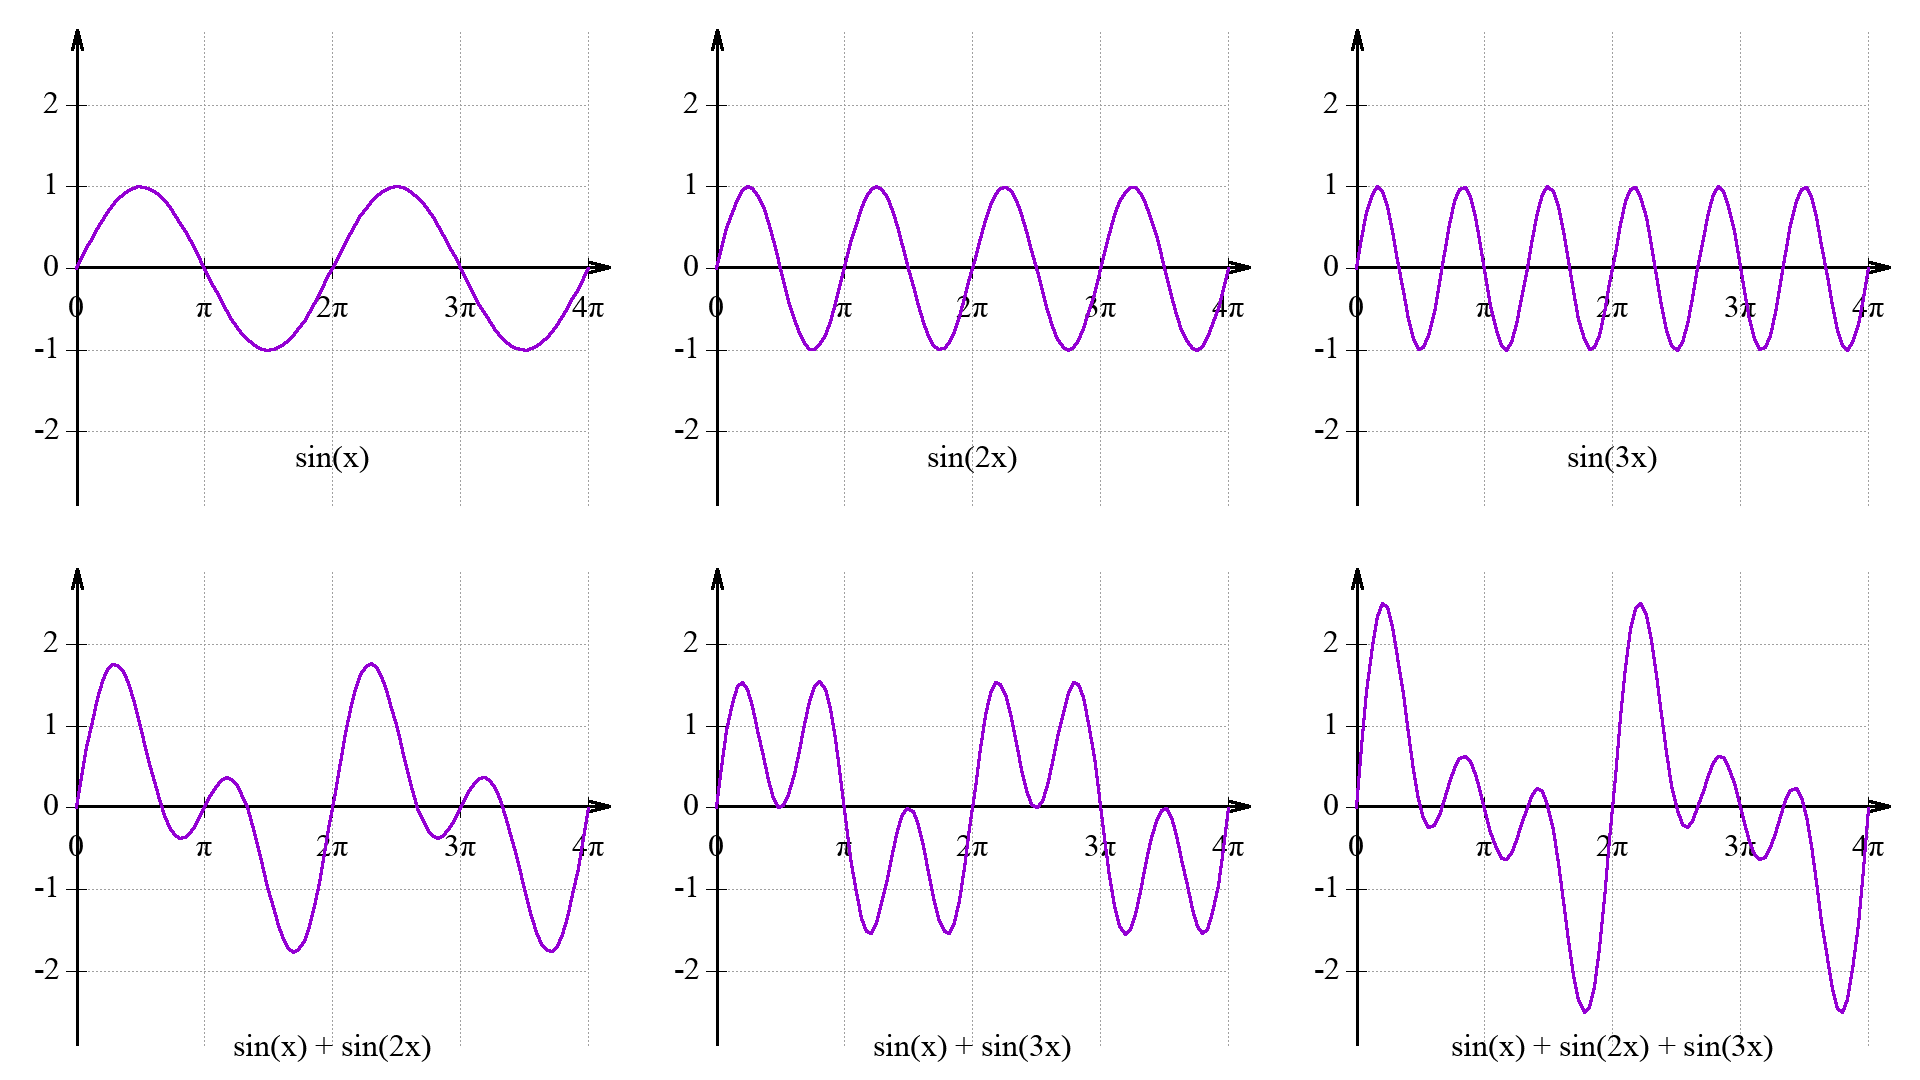 2
1
0
-1
-2
0 π 2π 3π 4π
sin(x)
2
1
0
-1
-2
0 π 2π 3π 4π
sin(2x)
2
1
0
-1
-2
0 π 2π 3π 4π
sin(3x)
2
1
0
-1
-2
0 π 2π 3π 4π
sin(x) + sin(2x)
2
1
0
-1
-2
0 π 2π 3π 4π
sin(x) + sin(3x)
2
1
0
-1
-2
0 π 2π 3π 4π
sin(x) + sin(2x) + sin(3x)